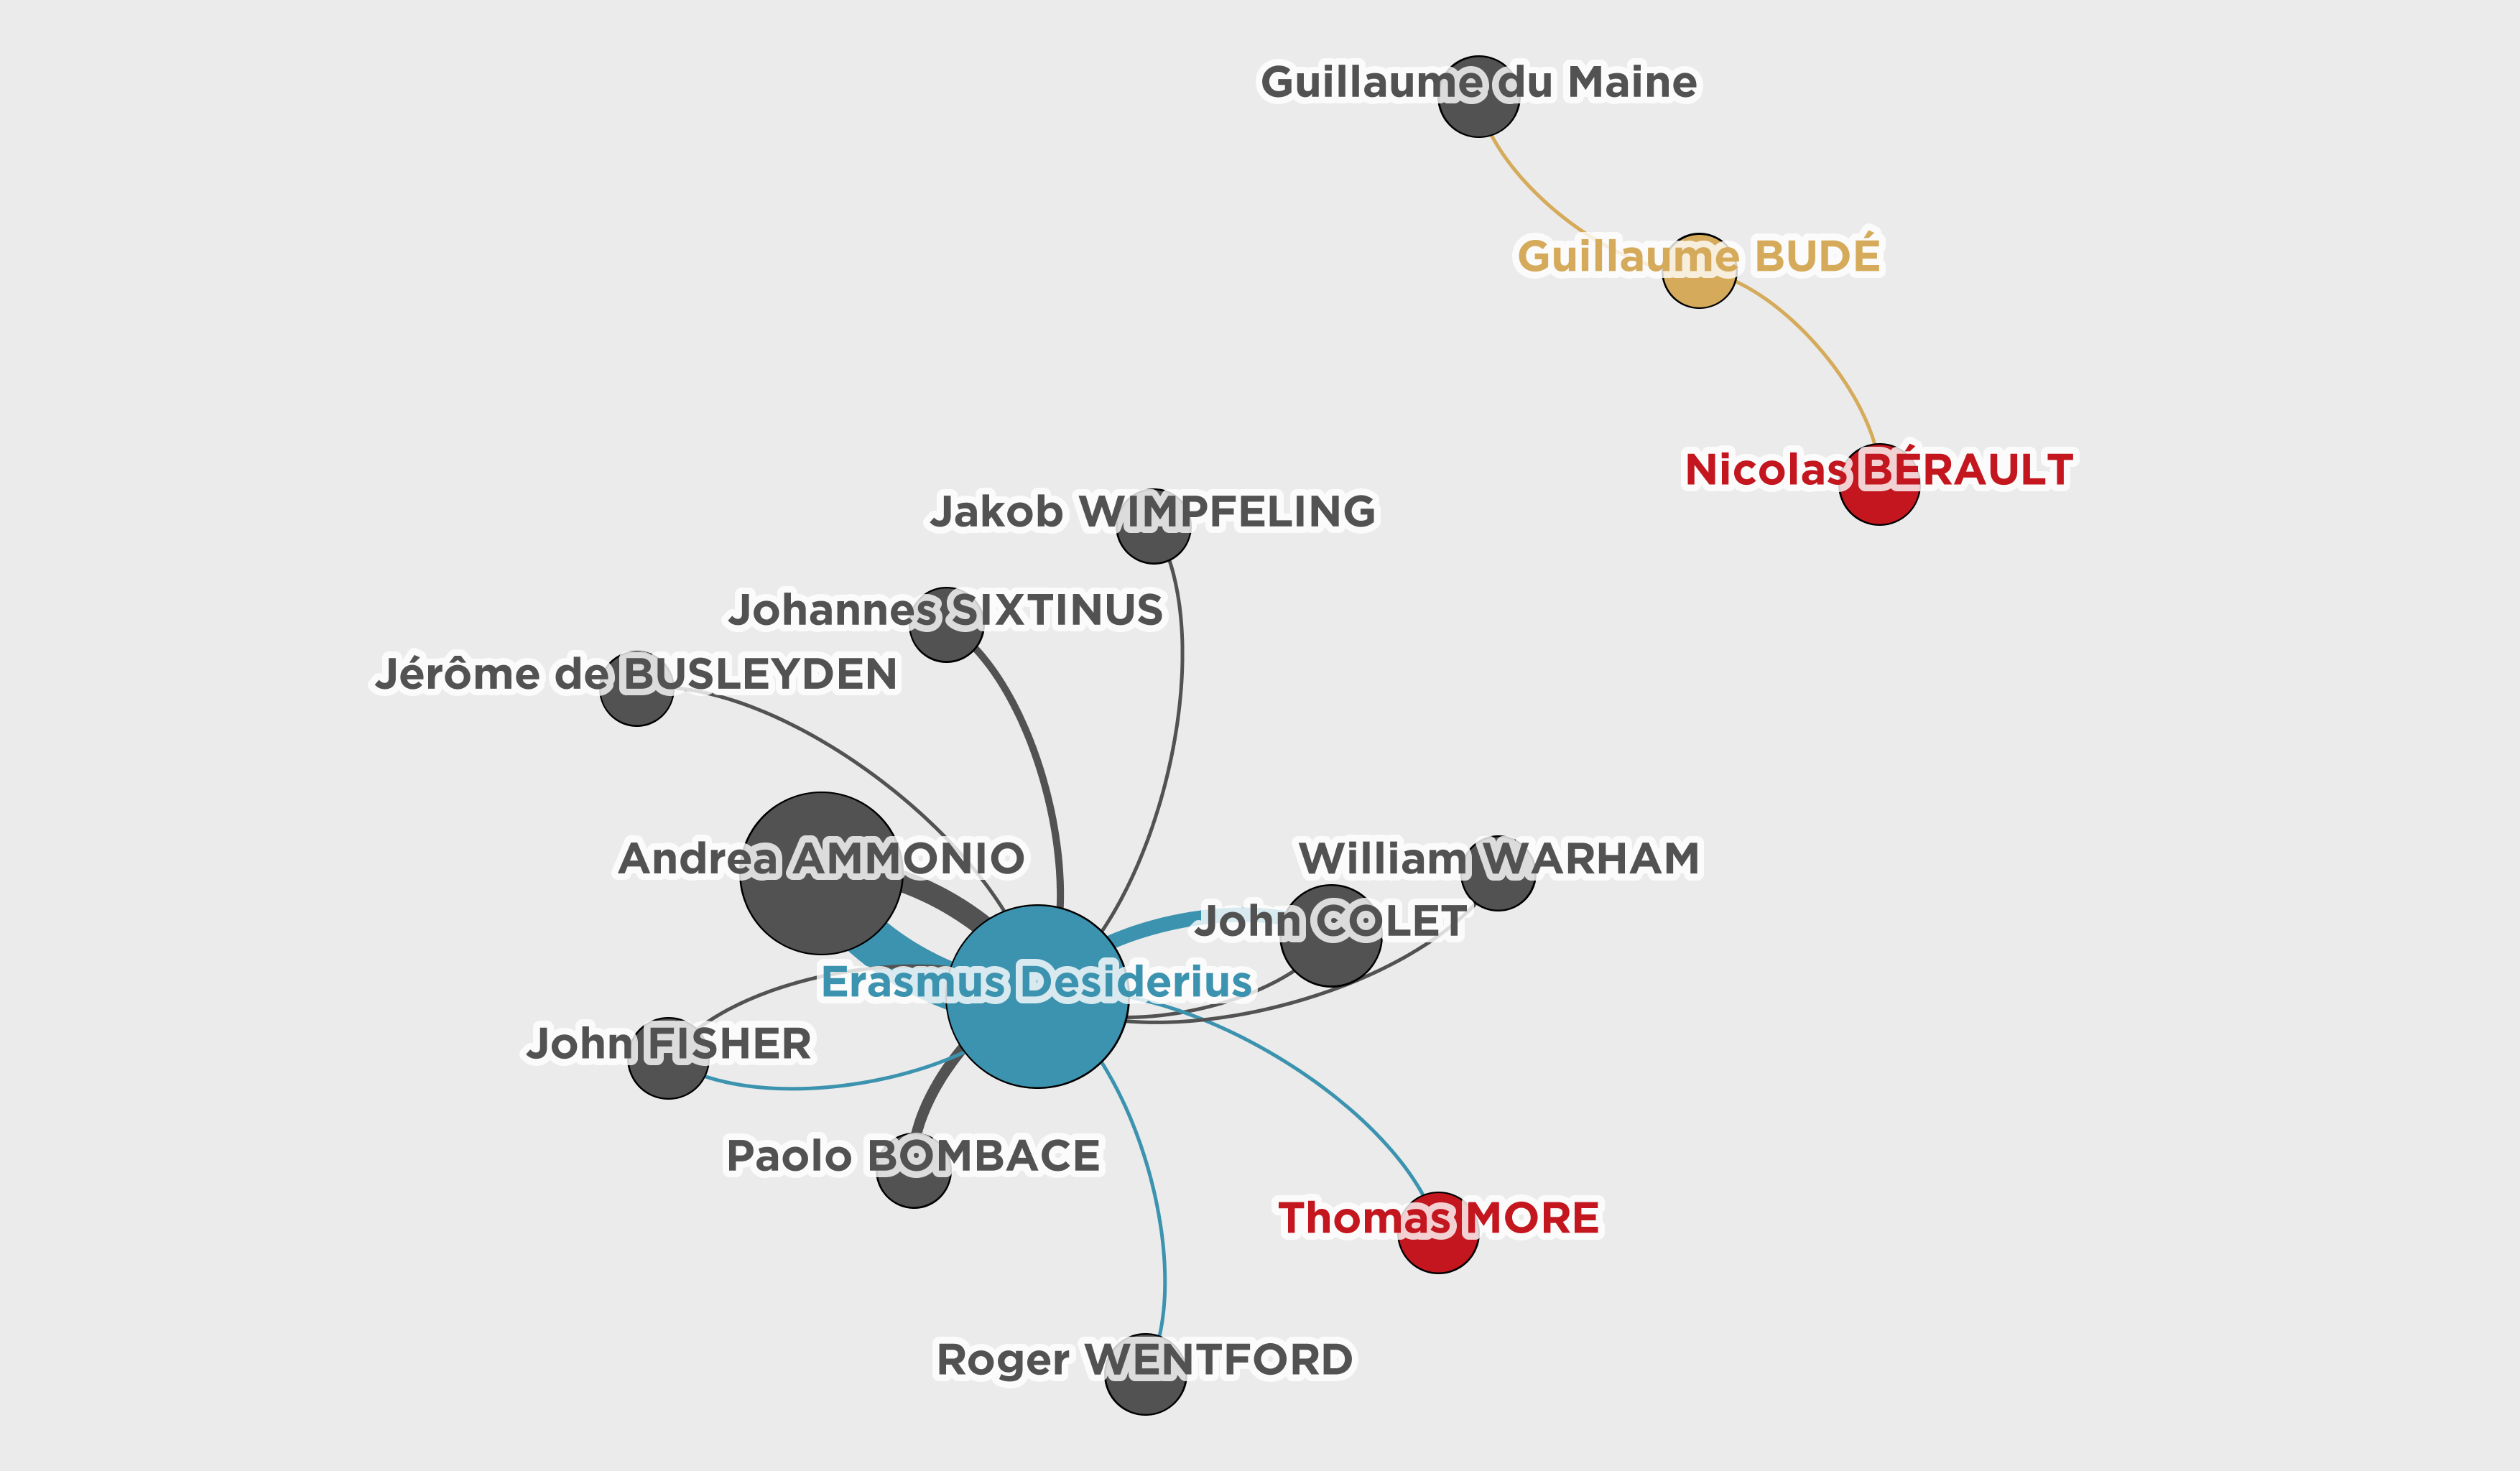 Guillaume du Maine
Guillaume BUDÉ
Nicolas BÉRAULT
Jakob WIMPFELING
Johannes SIXTINUS
Jérôme de BUSLEYDEN
Andrea AMMONIO
William WARHAM
John COLET
Erasmus Desiderius
John FISHER
Paolo BOMBACE
Thomas MORE
Roger WENTFORD